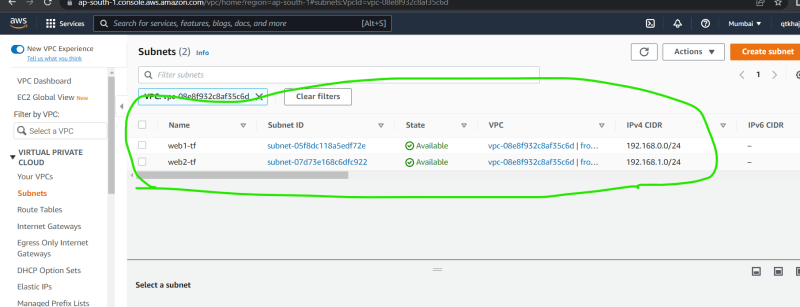 ap-south-1.console.aws.amazon.com/vpc/home?region=ap-south-1#subnets:VpcId=vpc-08e8f932c8af35c6d
aws
Services
Search for services, features, blogs, docs, and more
[Alt+S]
Mumbai
qtkhaj
New VPC Experience
Tell us what you think
VPC Dashboard
EC2 Global View New
Filter by VPC:
Select a VPC
VIRTUAL PRIVATE
CLOUD
Your VPCs
Subnets
Route Tables
Internet Gateways
Egress Only Internet
Gateways
DHCP Option Sets
Elastic IPs
Managed Prefix Lists
Subnets (2) Info
Actions
Create subnet
Filter subnets
1
VPC: vpc-08e8f932c8af35c6d
Clear filters
Name Subnet ID State VPC IPv4 CIDR IPv6 CIDR
web1-tf subnet-05f8dc118a5edf72e Available vpc-08e8f932c8af35c6d | fro... 192.168.0.0/24 –
web2-tf subnet-07d73e168c6dfc922 Available vpc-08e8f932c8af35c6d | fro... 192.168.1.0/24 –
Select a subnet